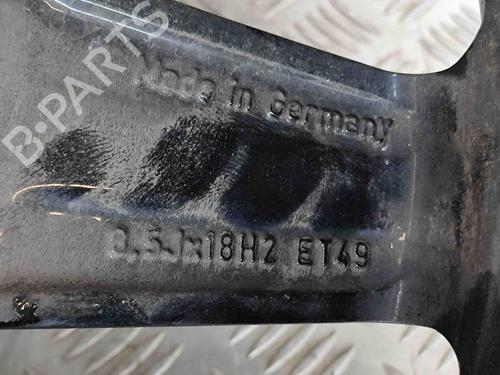 B-PARTS
Made in Germany
8.5Jx18H2 ET49